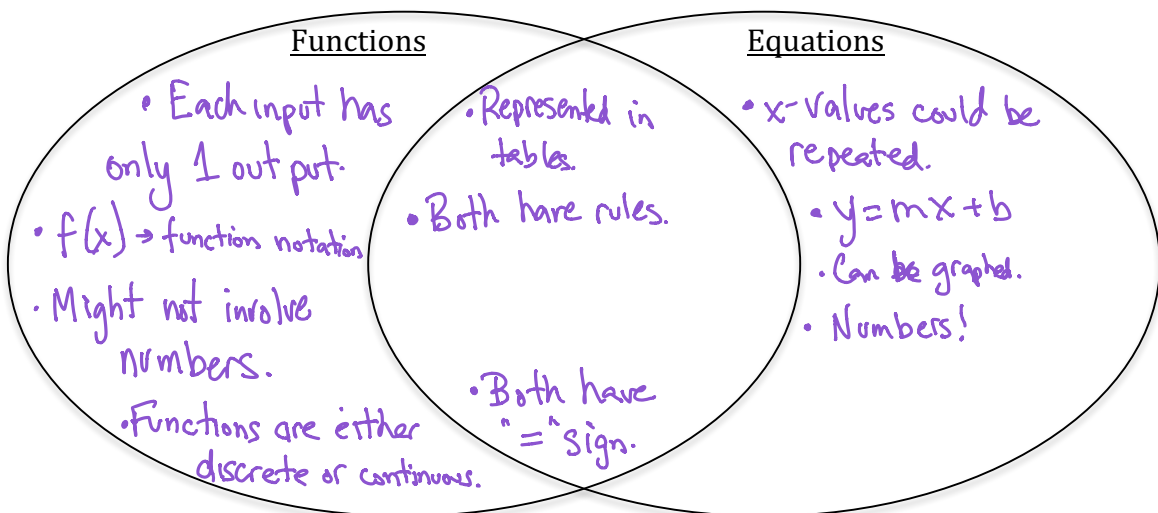 Functions
• Each input has
only 1 output.
• f(x) → function notation
• Might not involve
numbers.
• Functions are either
discrete or continuous.
• Represented in
tables.
• Both have rules.
• Both have
"=" sign.
Equations
• x-values could be
repeated.
• y=mx+b
• Can be graphed.
• Numbers!